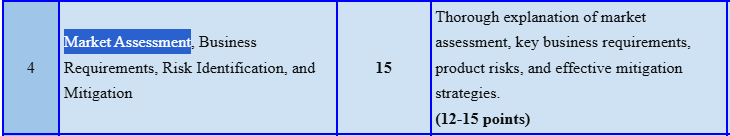 4
Market Assessment, Business
Requirements, Risk Identification, and
Mitigation
15
Thorough explanation of market
assessment, key business requirements,
product risks, and effective mitigation
strategies.
(12-15 points)